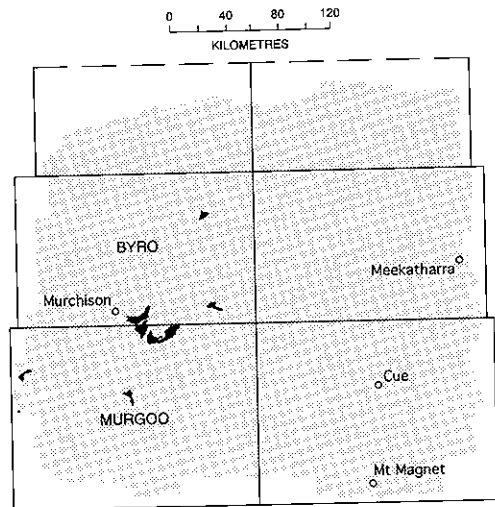 0 40 80 120
KILOMETRES
BYRO
Meekatharra
Murchison
Cue
MURGOO
Mt Magnet